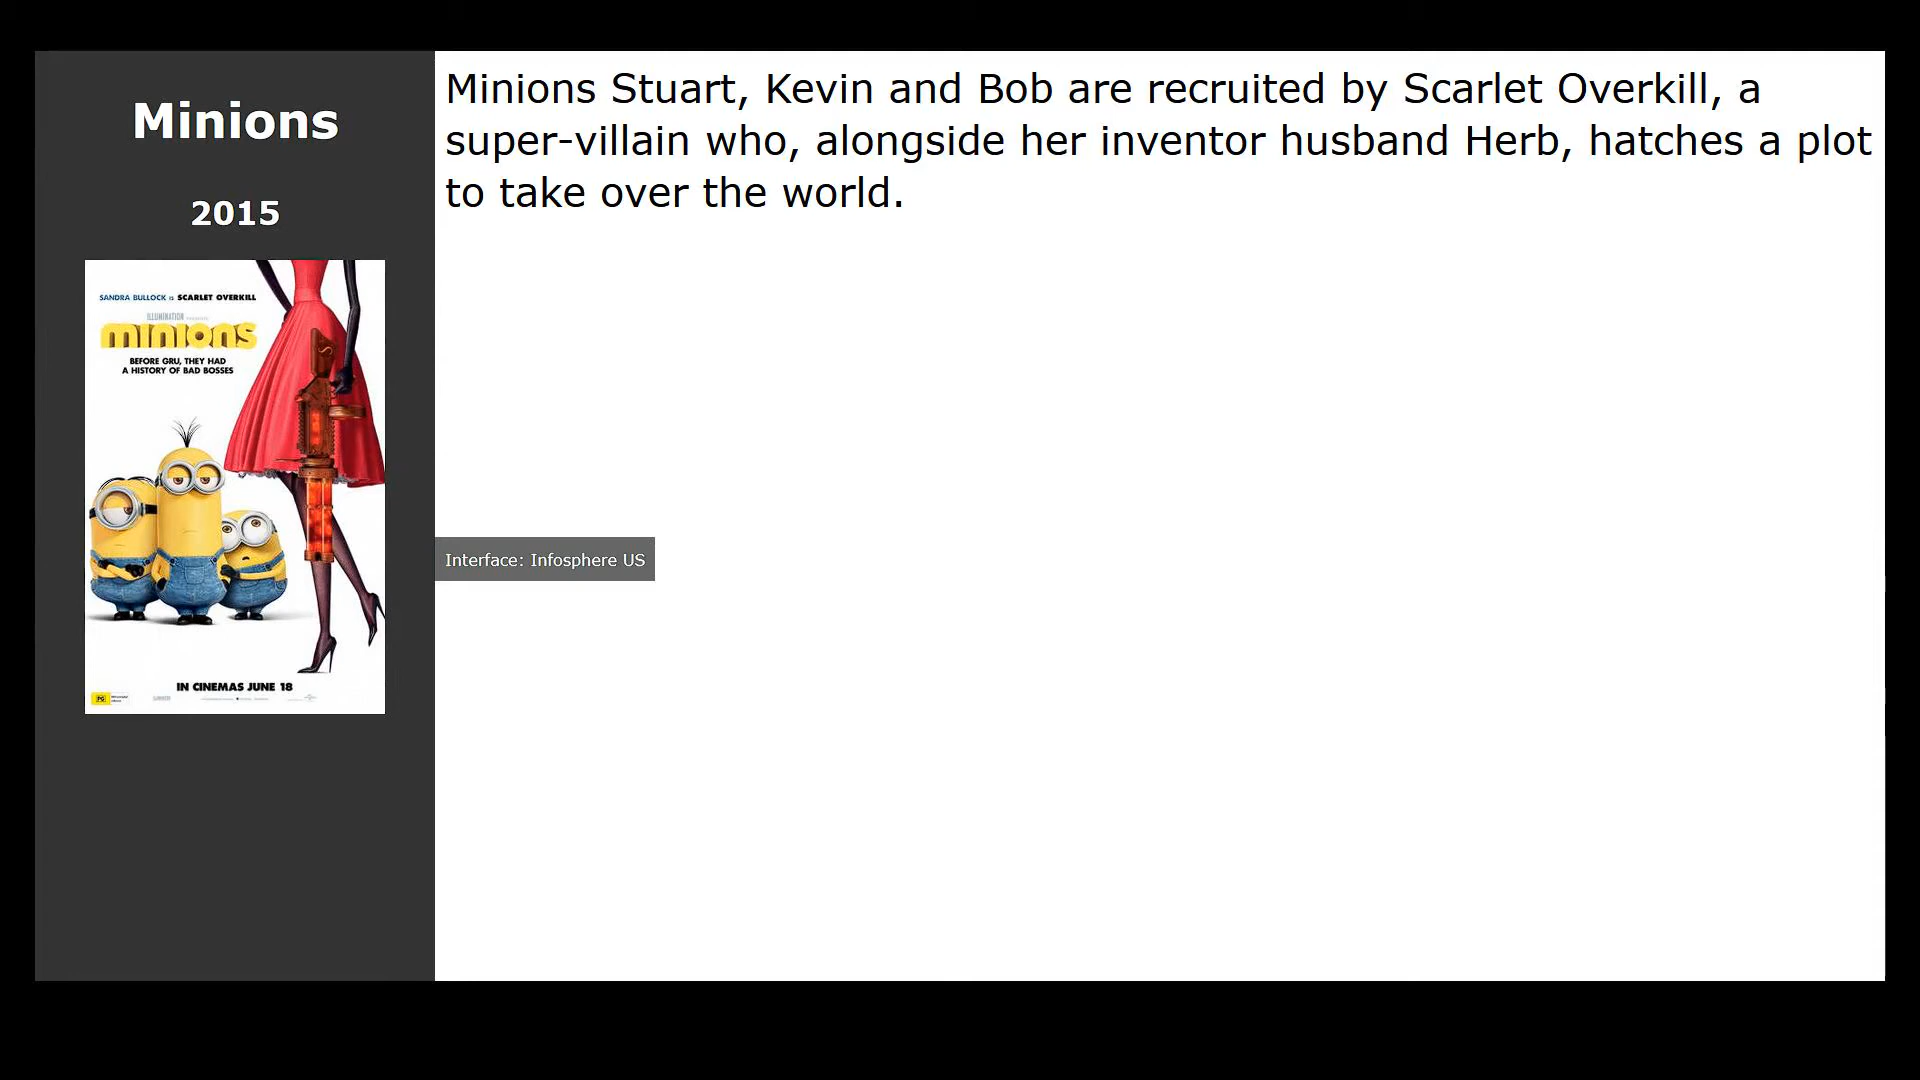 Minions
2015
SANDRA BULLOCK IS SCARLET OVERKILL
ILLUMINATION
minions
BEFORE GRU, THEY HAD
A HISTORY OF BAD BOSSES
IN CINEMAS JUNE 18
PG
Minions Stuart, Kevin and Bob are recruited by Scarlet Overkill, a
super-villain who, alongside her inventor husband Herb, hatches a plot
to take over the world.
Interface: Infosphere US